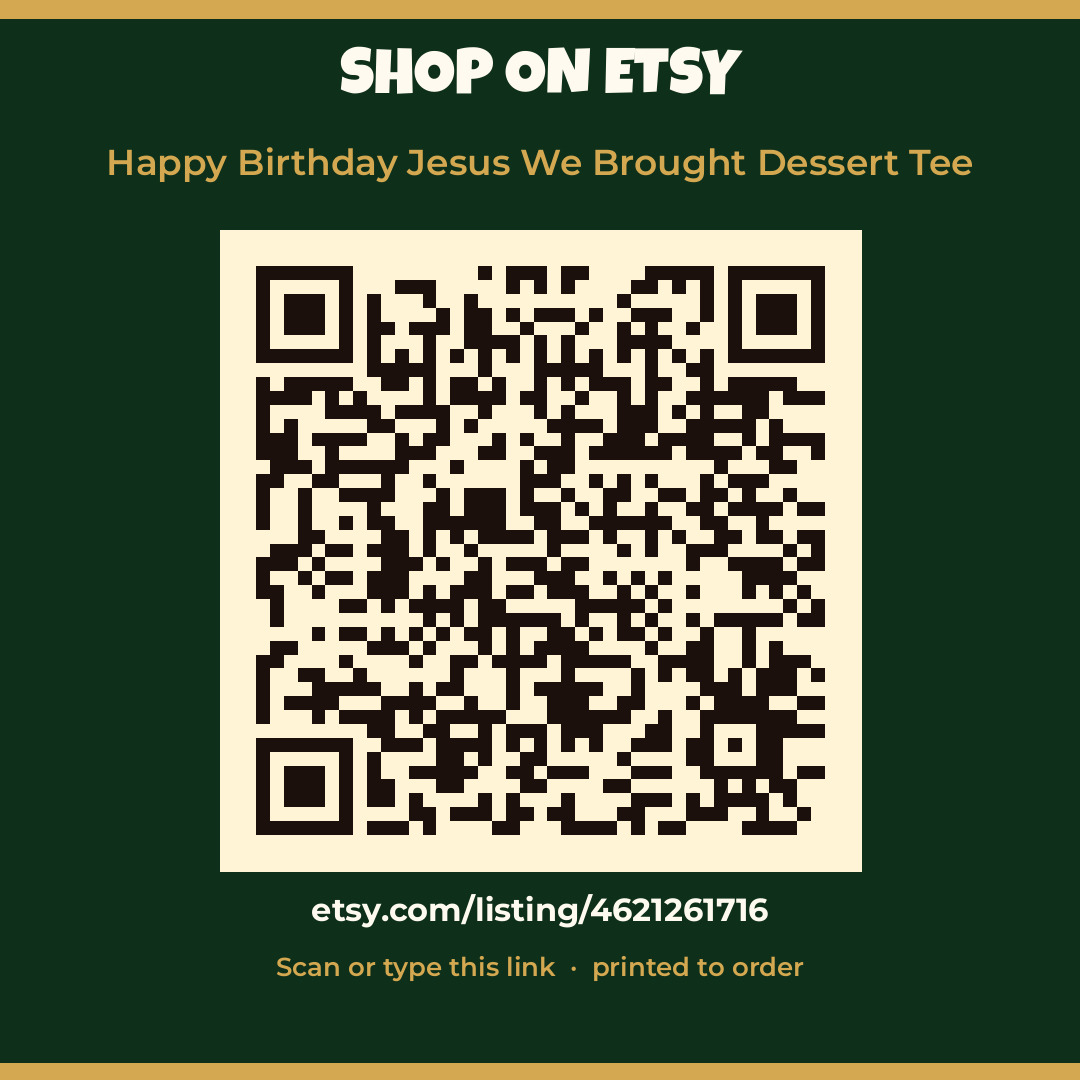 SHOP ON ETSY
Happy Birthday Jesus We Brought Dessert Tee
etsy.com/listing/4621261716
Scan or type this link · printed to order